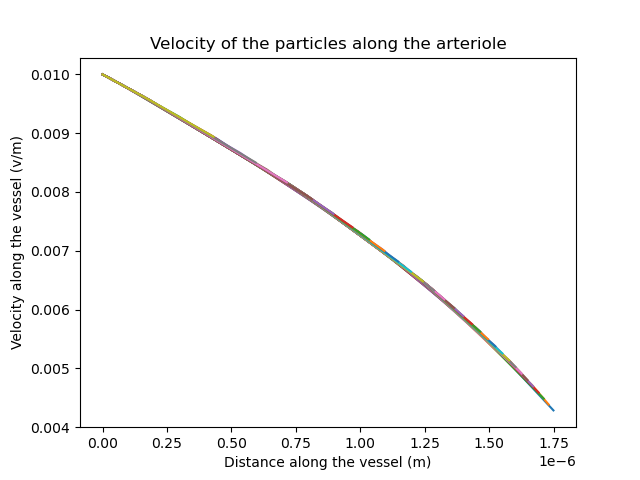 Velocity of the particles along the arteriole
0.010
0.009
0.008
0.007
0.006
0.005
0.004
Velocity along the vessel (v/m)
0.00 0.25 0.50 0.75 1.00 1.25 1.50 1.75
1e−6
Distance along the vessel (m)